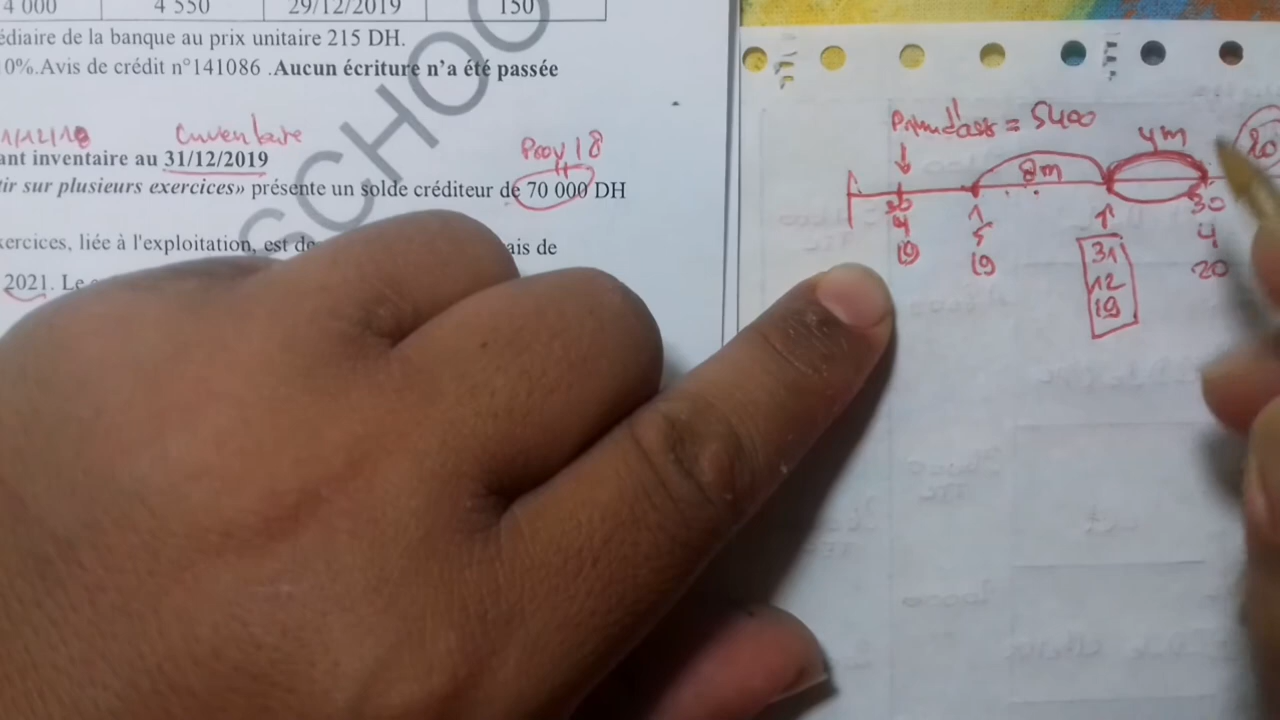 4 000 4 550 29/12/2019 150
édiaire de la banque au prix unitaire 215 DH.
0%.Avis de crédit n°141086 .Aucun écriture n'a été passée
SCHOO
Inventaire
ant inventaire au 31/12/2019
Prov 18
tir sur plusieurs exercices» présente un solde créditeur de 70 000 DH
xercices, liée à l'exploitation, est de
ais de
2021. Le
= 5400
4m
20
8m
30
4
19
1
5
19
31
12
19
30
4
20